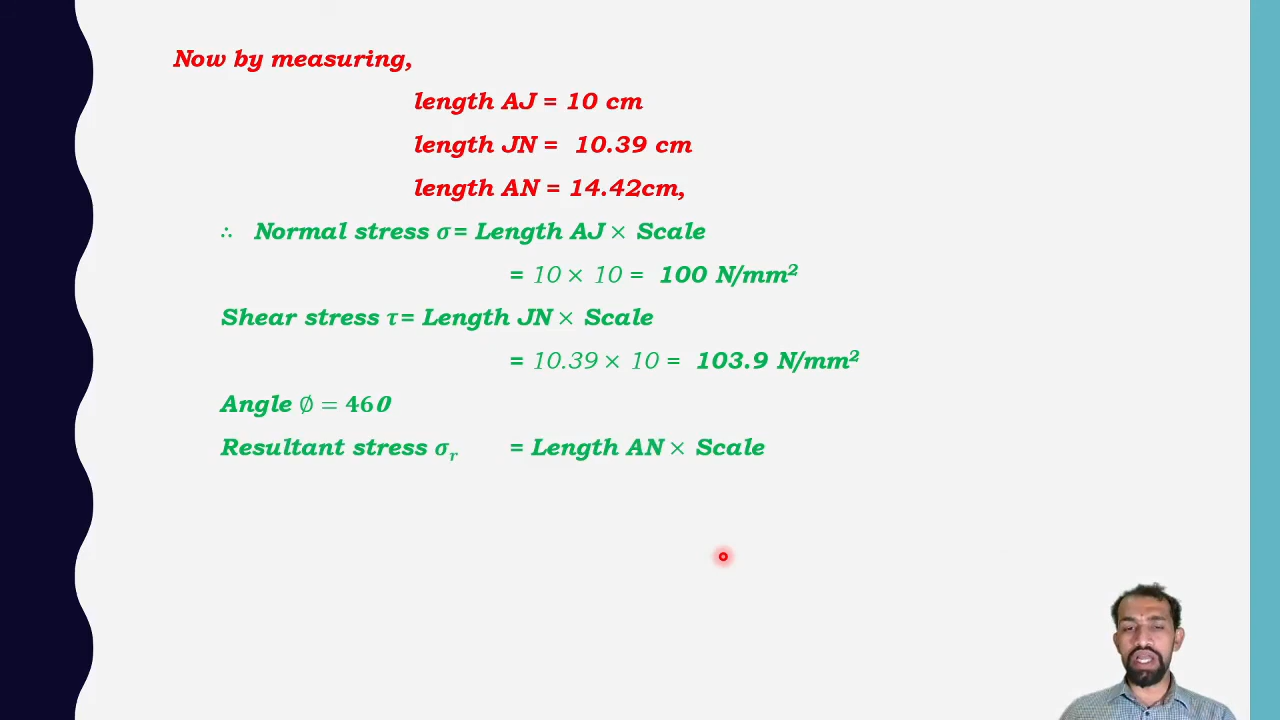 Now by measuring,
length AJ = 10 cm
length JN = 10.39 cm
length AN = 14.42cm,
∴ Normal stress σ= Length AJ × Scale
= 10 × 10 = 100 N/mm²
Shear stress τ= Length JN × Scale
= 10.39 × 10 = 103.9 N/mm²
Angle ∅ = 460
Resultant stress σᵣ = Length AN × Scale